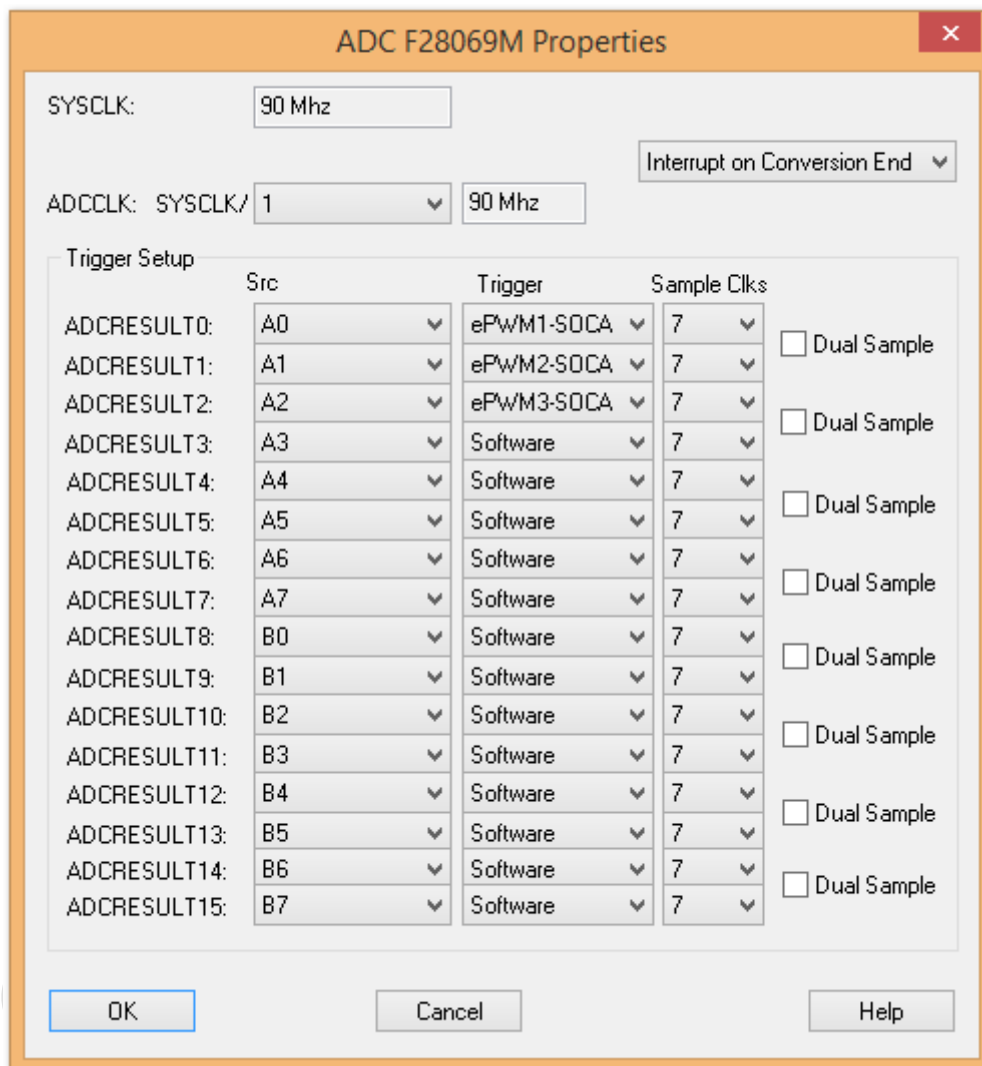 ADC F28069M Properties
SYSCLK: 90 Mhz
Interrupt on Conversion End
ADCCLK: SYSCLK/ 1 90 Mhz
Trigger Setup
Src Trigger Sample Clks
ADCRESULT0: A0 ePWM1-SOCA 7
Dual Sample
ADCRESULT1: A1 ePWM2-SOCA 7
ADCRESULT2: A2 ePWM3-SOCA 7
Dual Sample
ADCRESULT3: A3 Software 7
ADCRESULT4: A4 Software 7
Dual Sample
ADCRESULT5: A5 Software 7
ADCRESULT6: A6 Software 7
Dual Sample
ADCRESULT7: A7 Software 7
ADCRESULT8: B0 Software 7
Dual Sample
ADCRESULT9: B1 Software 7
ADCRESULT10: B2 Software 7
Dual Sample
ADCRESULT11: B3 Software 7
ADCRESULT12: B4 Software 7
Dual Sample
ADCRESULT13: B5 Software 7
ADCRESULT14: B6 Software 7
Dual Sample
ADCRESULT15: B7 Software 7
OK Cancel Help